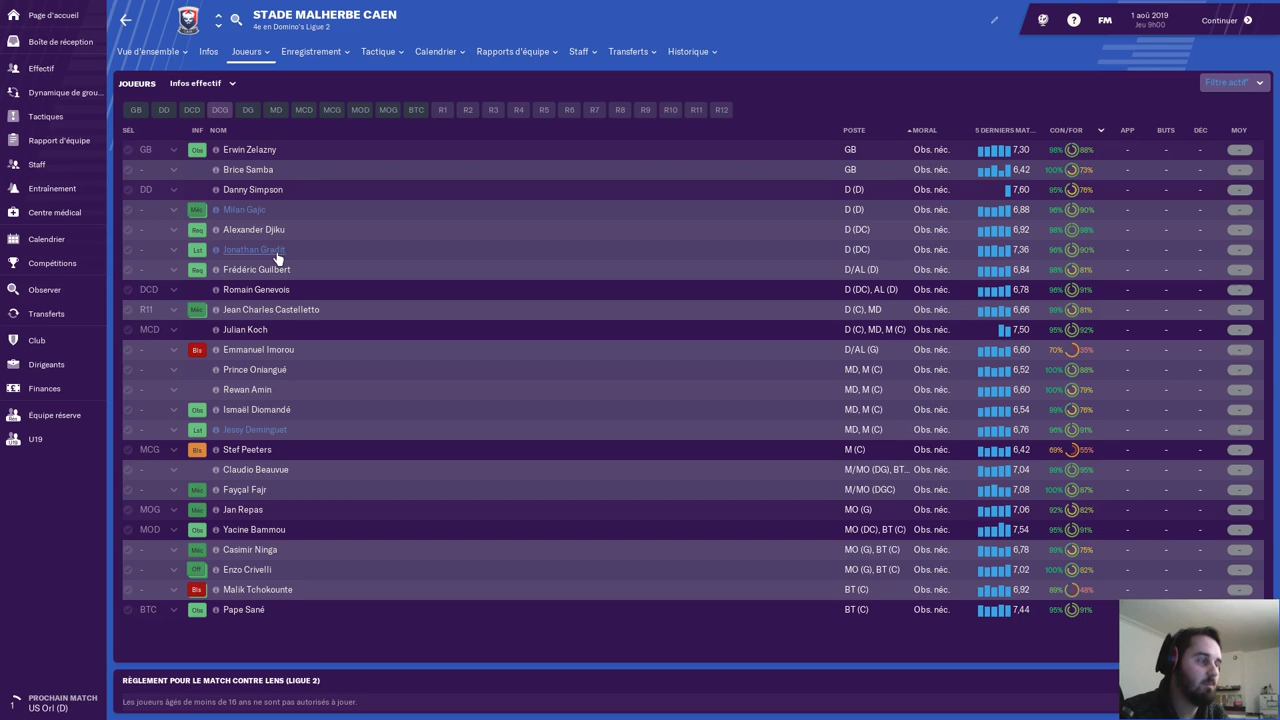 Page d'accueil
Boîte de réception
Effectif
Dynamique de grou...
Tactiques
Rapport d'équipe
Staff
Entraînement
Centre médical
Calendrier
Compétitions
Observer
Transferts
Club
Dirigeants
Finances
Équipe réserve
U19
PROCHAIN MATCH
1 US Orl (D)
STADE MALHERBE CAEN
4e en Domino's Ligue 2
FM
1 aoû 2019
Jeu 9h00
Continuer
Vue d'ensemble Infos Joueurs Enregistrement Tactique Calendrier Rapports d'équipe Staff Transferts Historique
JOUEURS Infos effectif Filtre actif*
GB DD DCD DCG DG MD MCD MCG MOD MOG BTC R1 R2 R3 R4 R5 R6 R7 R8 R9 R10 R11 R12
SÉL INF NOM POSTE MORAL 5 DERNIERS MAT... CON/FOR APP BUTS DÉC MOY
GB Obs Erwin Zelazny GB Obs. néc. 7,30 98% 88% - - - -
- Brice Samba GB Obs. néc. 6,42 100% 73% - - - -
DD Danny Simpson D (D) Obs. néc. 7,60 95% 76% - - - -
- Méc Milan Gajic D (D) Obs. néc. 6,88 96% 90% - - - -
- Req Alexander Djiku D (DC) Obs. néc. 6,92 98% 98% - - - -
- Lst Jonathan Gradit D (DC) Obs. néc. 7,36 96% 90% - - - -
- Req Frédéric Guilbert D/AL (D) Obs. néc. 6,84 98% 81% - - - -
DCD Romain Genevois D (DC), AL (D) Obs. néc. 6,78 96% 91% - - - -
R11 Méc Jean Charles Castelletto D (C), MD Obs. néc. 6,66 99% 81% - - - -
MCD Julian Koch D (C), MD, M (C) Obs. néc. 7,50 95% 92% - - - -
- Bls Emmanuel Imorou D/AL (G) Obs. néc. 6,60 70% 35% - - - -
- Prince Oniangué MD, M (C) Obs. néc. 6,52 100% 88% - - - -
- Rewan Amin MD, M (C) Obs. néc. 6,60 100% 79% - - - -
- Obs Ismaël Diomandé MD, M (C) Obs. néc. 6,54 99% 76% - - - -
- Lst Jessy Deminguet MD, M (C) Obs. néc. 6,76 96% 91% - - - -
MCG Bls Stef Peeters M (C) Obs. néc. 6,42 69% 55% - - - -
- Claudio Beauvue M/MO (DG), BT... Obs. néc. 7,04 99% 95% - - - -
- Méc Fayçal Fajr M/MO (DGC) Obs. néc. 7,08 100% 87% - - - -
MOG Méc Jan Repas MO (G) Obs. néc. 7,06 92% 82% - - - -
MOD Obs Yacine Bammou MO (DC), BT (C) Obs. néc. 7,54 95% 91% - - - -
- Méc Casimir Ninga MO (G), BT (C) Obs. néc. 6,78 99% 75% - - - -
- Off Enzo Crivelli MO (G), BT (C) Obs. néc. 7,02 100% 82% - - - -
- Bls Malik Tchokounte BT (C) Obs. néc. 6,92 89% 48% - - - -
BTC Obs Pape Sané BT (C) Obs. néc. 7,44 95% 91%
RÈGLEMENT POUR LE MATCH CONTRE LENS (LIGUE 2)
Les joueurs âgés de moins de 16 ans ne sont pas autorisés à jouer.